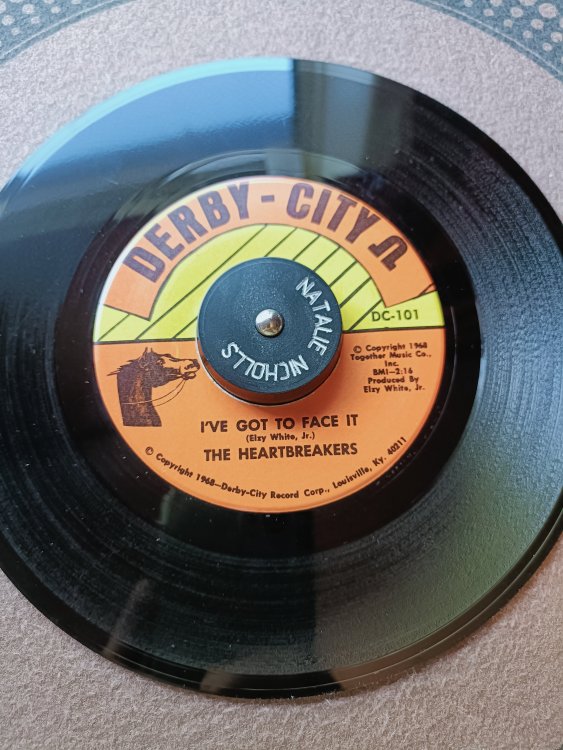 DERBY-CITY
NATALIE NICHOLLS
DC-101
© Copyright 1968
Together Music Co.,
Inc.
BMI-2:16
Produced By
Elzy White, Jr.
I'VE GOT TO FACE IT
(Elzy White, Jr.)
THE HEARTBREAKERS
© Copyright 1968-Derby-City Record Corp., Louisville, Ky. 40211